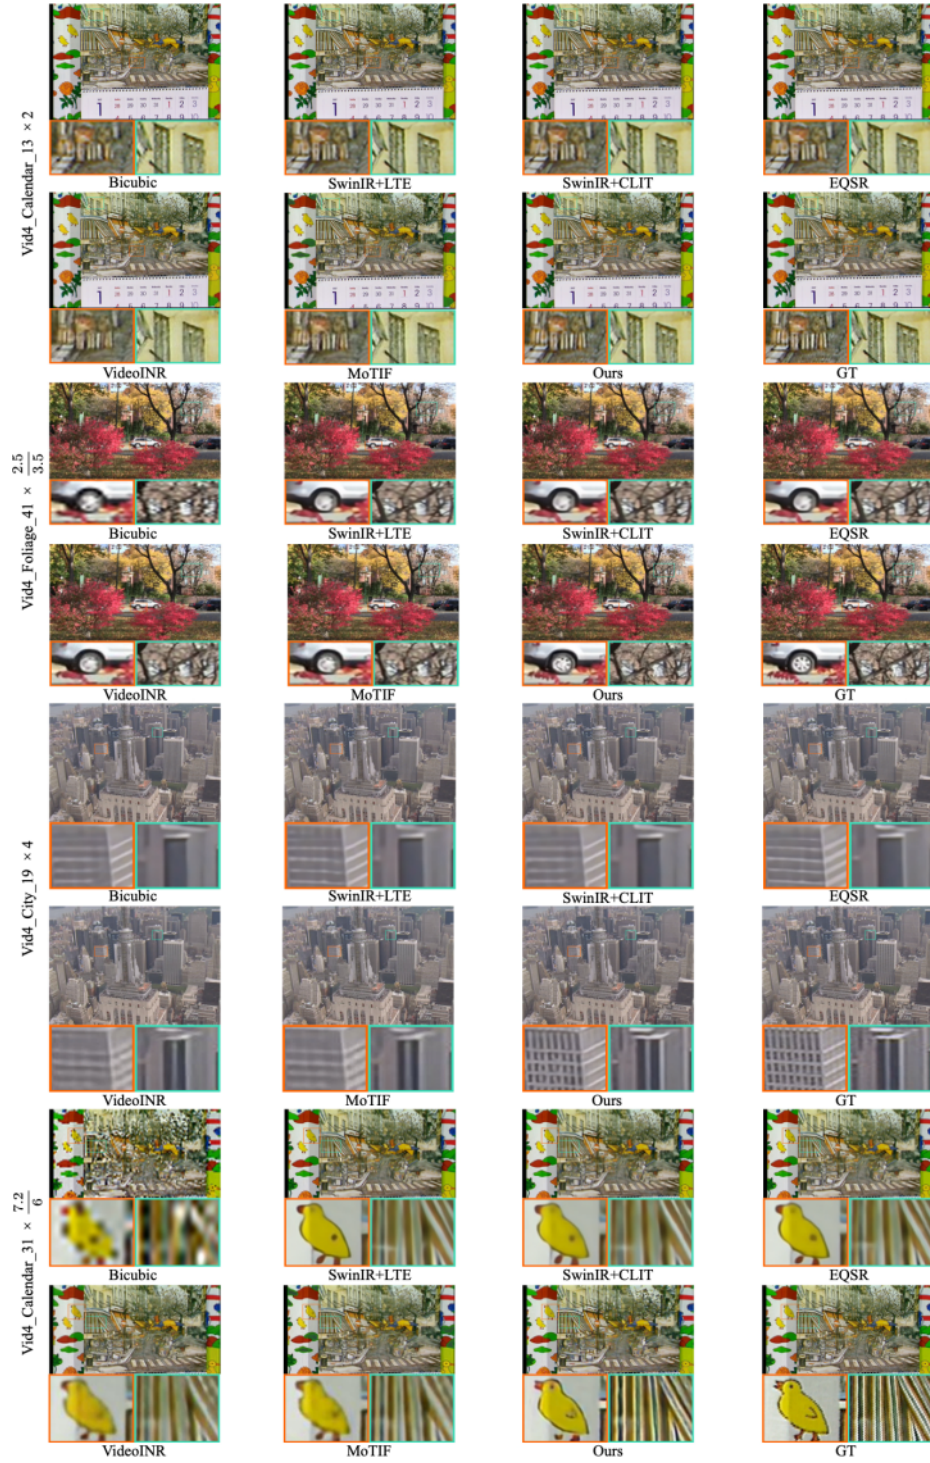 Vid4_Calendar_13 × 2
Bicubic
SwinIR+LTE
SwinIR+CLIT
EQSR
VideoINR
MoTIF
Ours
GT
Vid4_Foliage_41 × 2.5/3.5
Bicubic
SwinIR+LTE
SwinIR+CLIT
EQSR
VideoINR
MoTIF
Ours
GT
Vid4_City_19 × 4
Bicubic
SwinIR+LTE
SwinIR+CLIT
EQSR
VideoINR
MoTIF
Ours
GT
Vid4_Calendar_31 × 7.2/6
Bicubic
SwinIR+LTE
SwinIR+CLIT
EQSR
VideoINR
MoTIF
Ours
GT